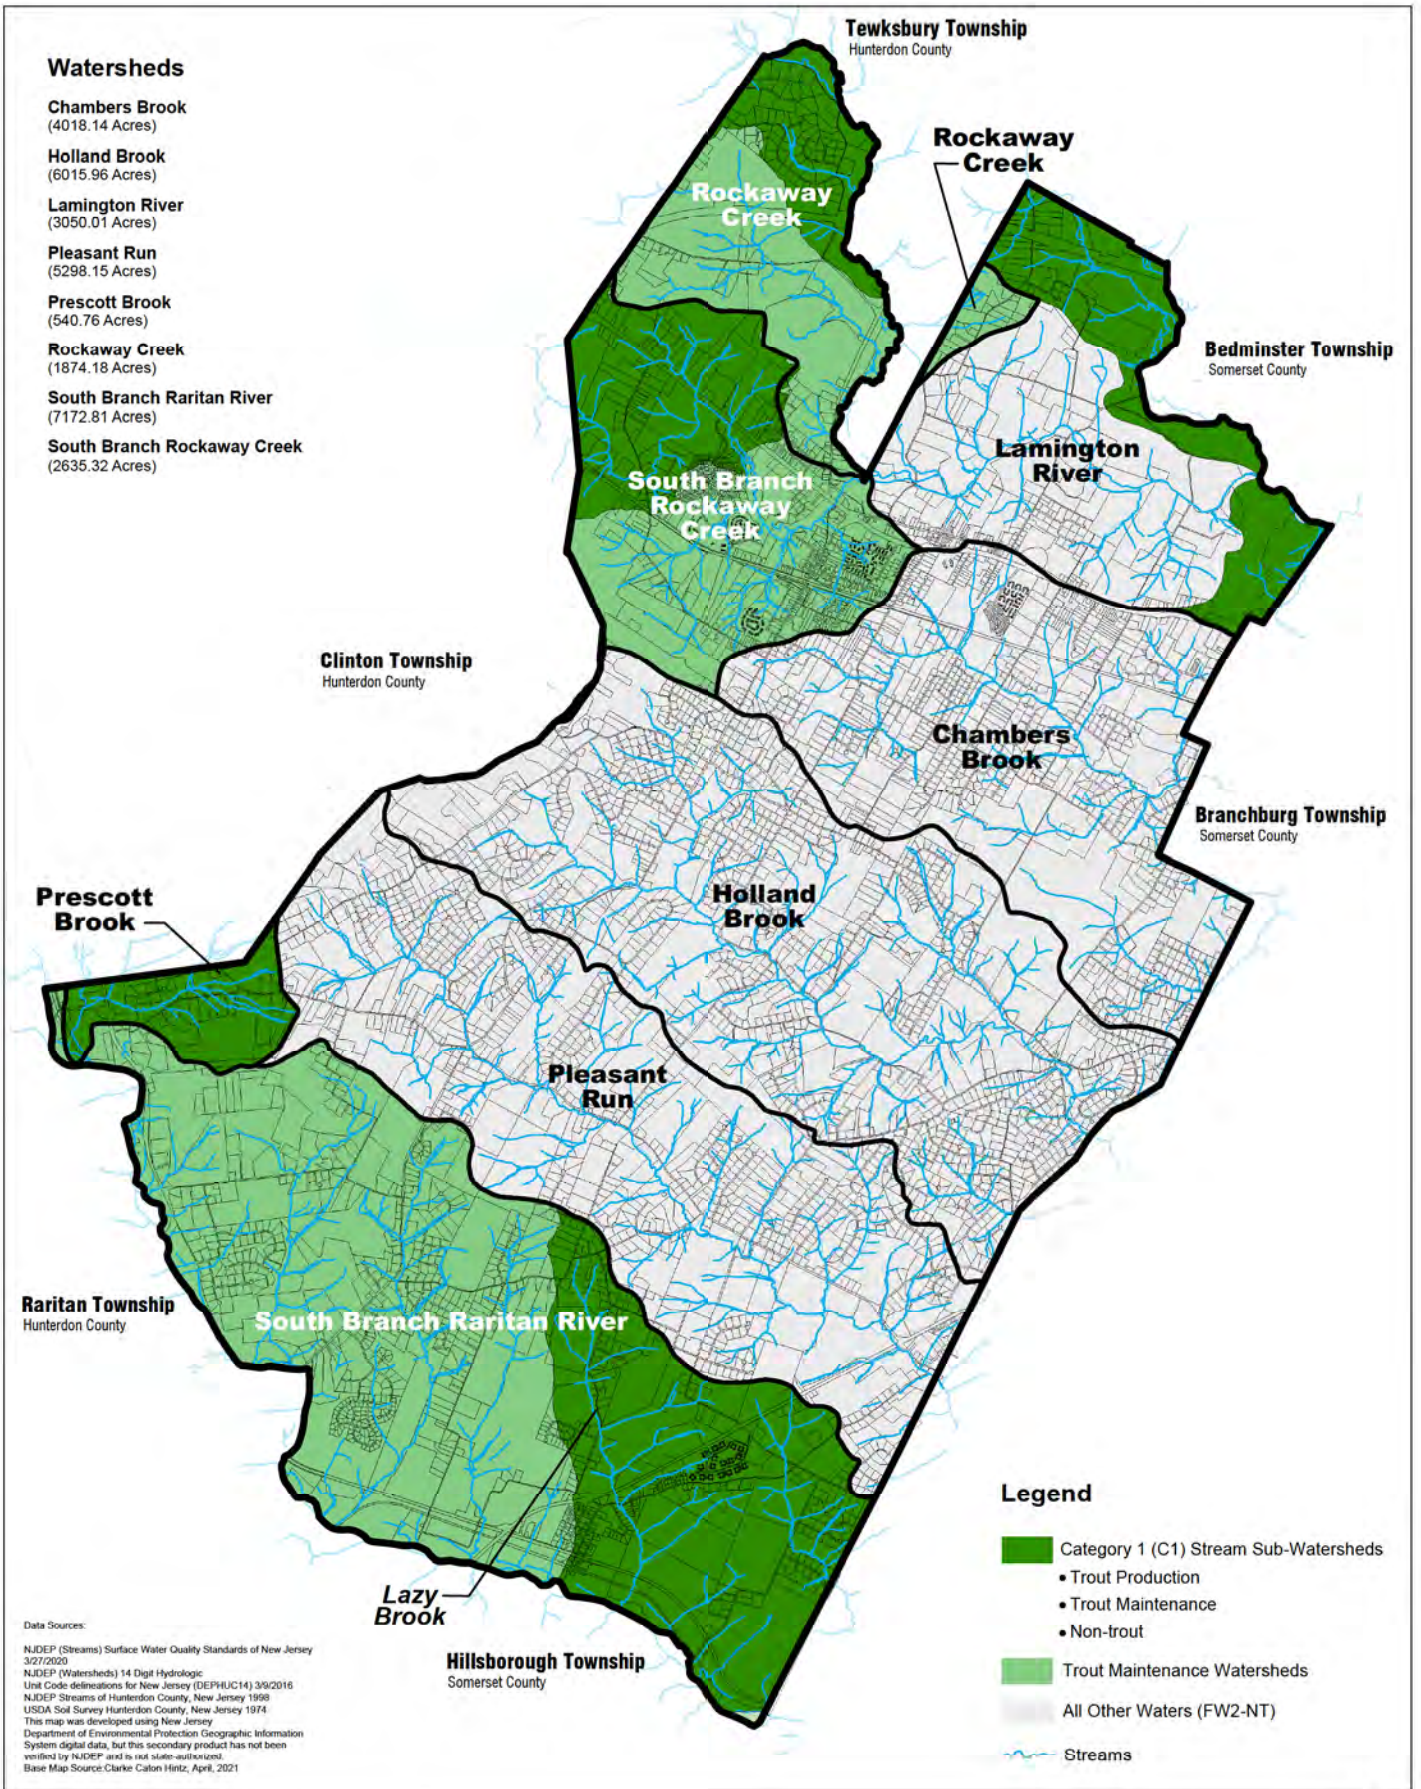 Tewksbury Township
Hunterdon County
Watersheds
Chambers Brook
(4018.14 Acres)
Holland Brook
(6015.96 Acres)
Lamington River
(3050.01 Acres)
Pleasant Run
(5298.15 Acres)
Prescott Brook
(540.76 Acres)
Rockaway Creek
(1874.18 Acres)
South Branch Raritan River
(7172.81 Acres)
South Branch Rockaway Creek
(2635.32 Acres)
Rockaway
Creek
Rockaway
Creek
Bedminster Township
Somerset County
Lamington
River
South Branch
Rockaway
Creek
Clinton Township
Hunterdon County
Chambers
Brook
Branchburg Township
Somerset County
Prescott
Brook
Holland
Brook
Pleasant
Run
Raritan Township
Hunterdon County
South Branch Raritan River
Lazy
Brook
Hillsborough Township
Somerset County
Legend
Category 1 (C1) Stream Sub-Watersheds
• Trout Production
• Trout Maintenance
• Non-trout
Trout Maintenance Watersheds
All Other Waters (FW2-NT)
Streams
Data Sources:
NJDEP (Streams) Surface Water Quality Standards of New Jersey
3/27/2020
NJDEP (Watersheds) 14 Digit Hydrologic
Unit Code delineations for New Jersey (DEPHUC14) 3/9/2016
NJDEP Streams of Hunterdon County, New Jersey 1998
USDA Soil Survey Hunterdon County, New Jersey 1974
This map was developed using New Jersey
Department of Environmental Protection Geographic Information
System digital data, but this secondary product has not been
verified by NJDEP and is not state-authorized.
Base Map Source:Clarke Caton Hintz, April, 2021